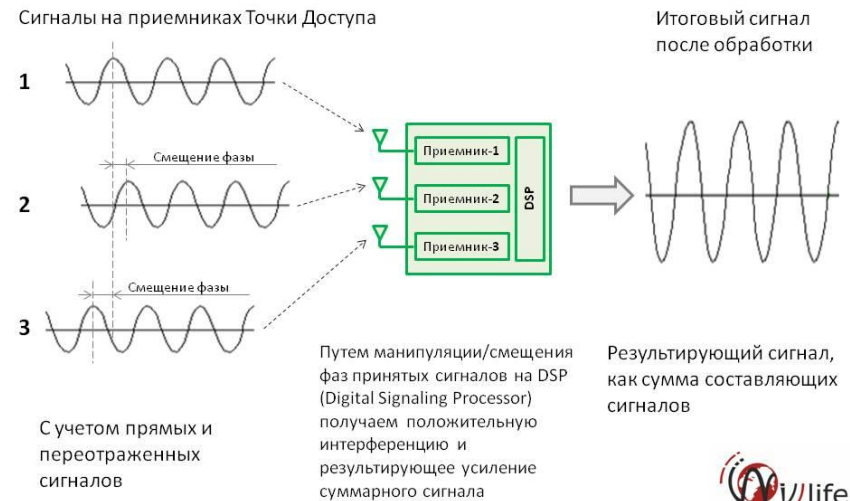 Сигналы на приемниках Точки Доступа
Итоговый сигнал
после обработки
1
Смещение фазы
2
Смещение фазы
3
Приемник-1
Приемник-2
Приемник-3
DSP
С учетом прямых и
переотраженных
сигналов
Путем манипуляции/смещения
фаз принятых сигналов на DSP
(Digital Signaling Processor)
получаем положительную
интерференцию и
результирующее усиление
суммарного сигнала
Результирующий сигнал,
как сумма составляющих
сигналов